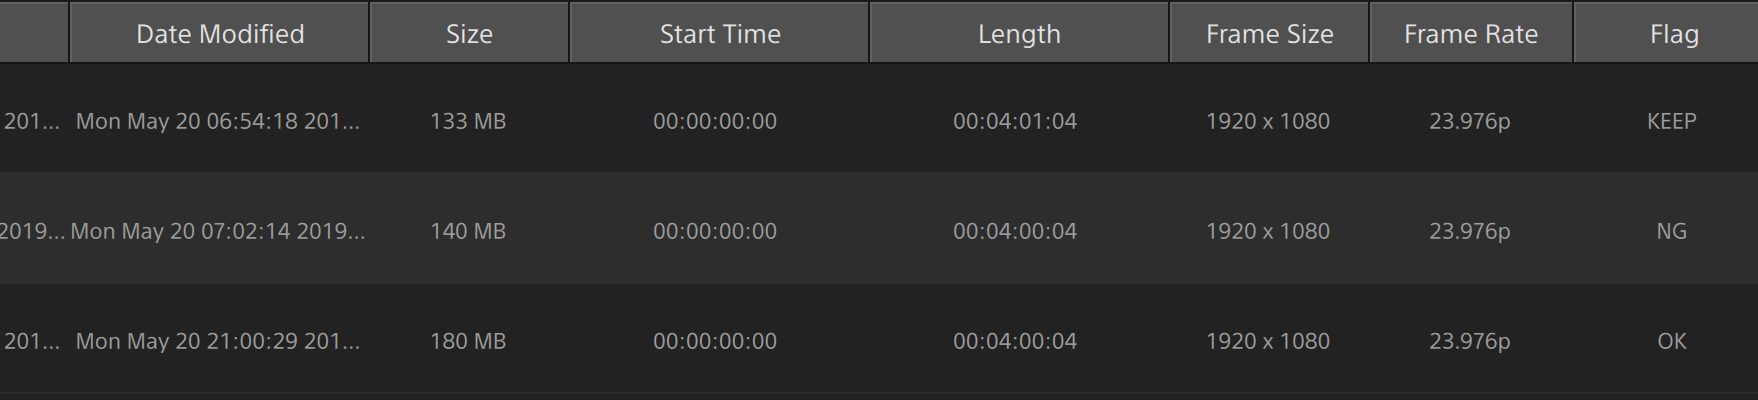 Date Modified Size Start Time Length Frame Size Frame Rate Flag
201... Mon May 20 06:54:18 201... 133 MB 00:00:00:00 00:04:01:04 1920 x 1080 23.976p KEEP
2019... Mon May 20 07:02:14 2019... 140 MB 00:00:00:00 00:04:00:04 1920 x 1080 23.976p NG
201... Mon May 20 21:00:29 201... 180 MB 00:00:00:00 00:04:00:04 1920 x 1080 23.976p OK